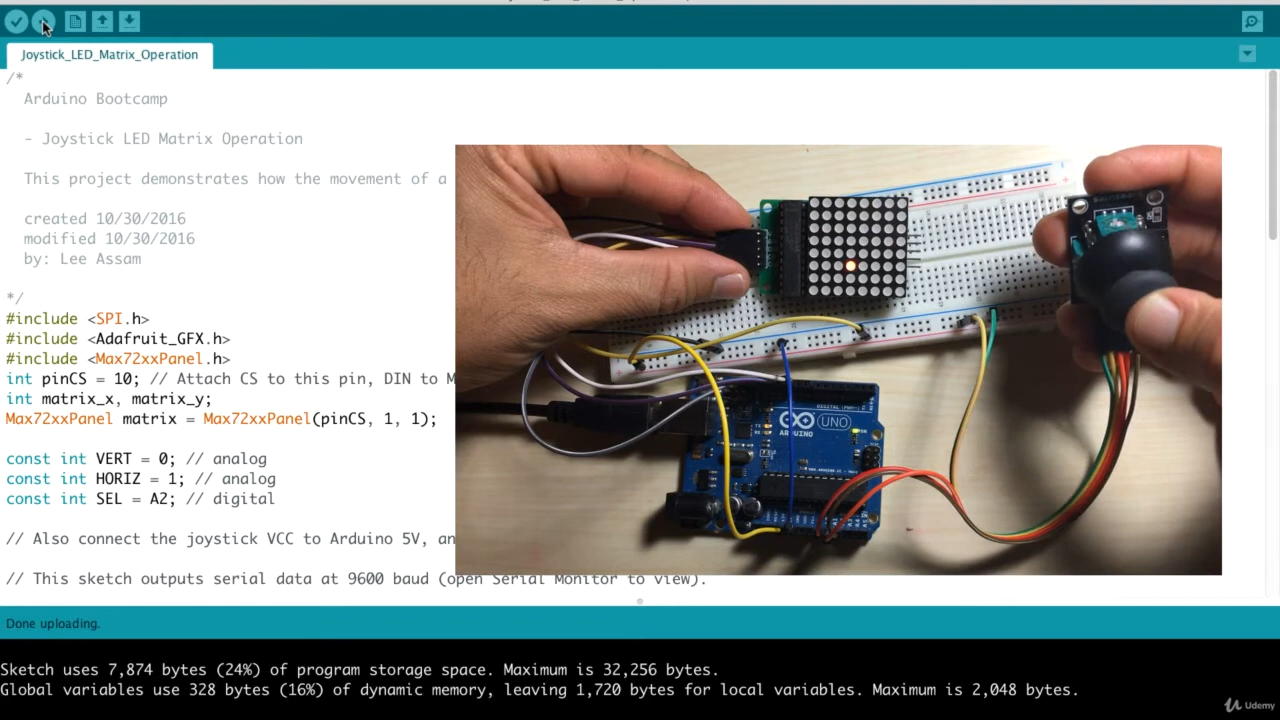 Joystick_LED_Matrix_Operation
/*
Arduino Bootcamp
- Joystick LED Matrix Operation
This project demonstrates how the movement of a
created 10/30/2016
modified 10/30/2016
by: Lee Assam
*/
#include <SPI.h>
#include <Adafruit_GFX.h>
#include <Max72xxPanel.h>
int pinCS = 10; // Attach CS to this pin, DIN to M
int matrix_x, matrix_y;
Max72xxPanel matrix = Max72xxPanel(pinCS, 1, 1);
const int VERT = 0; // analog
const int HORIZ = 1; // analog
const int SEL = A2; // digital
// Also connect the joystick VCC to Arduino 5V, an
// This sketch outputs serial data at 9600 baud (open Serial Monitor to view).
UNO
ARDUINO
Done uploading.
Sketch uses 7,874 bytes (24%) of program storage space. Maximum is 32,256 bytes.
Global variables use 328 bytes (16%) of dynamic memory, leaving 1,720 bytes for local variables. Maximum is 2,048 bytes.
Udemy